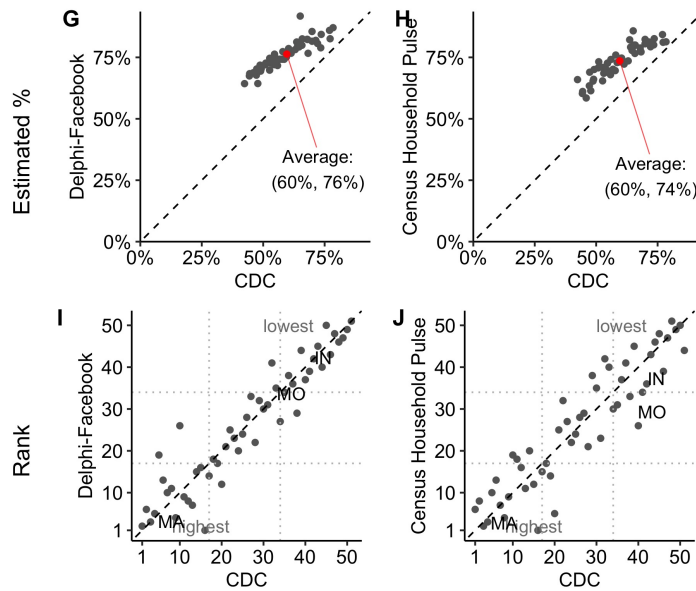 G
Estimated %
Delphi-Facebook
75%
50%
25%
0%
Average:
(60%, 76%)
0% 25% 50% 75%
CDC
H
Census Household Pulse
75%
50%
25%
0%
Average:
(60%, 74%)
0% 25% 50% 75%
CDC
I
Rank
Delphi-Facebook
50
40
30
20
10
1
lowest
IN
MO
MA
highest
1 10 20 30 40 50
CDC
J
Census Household Pulse
50
40
30
20
10
1
lowest
IN
MO
MA
highest
1 10 20 30 40 50
CDC